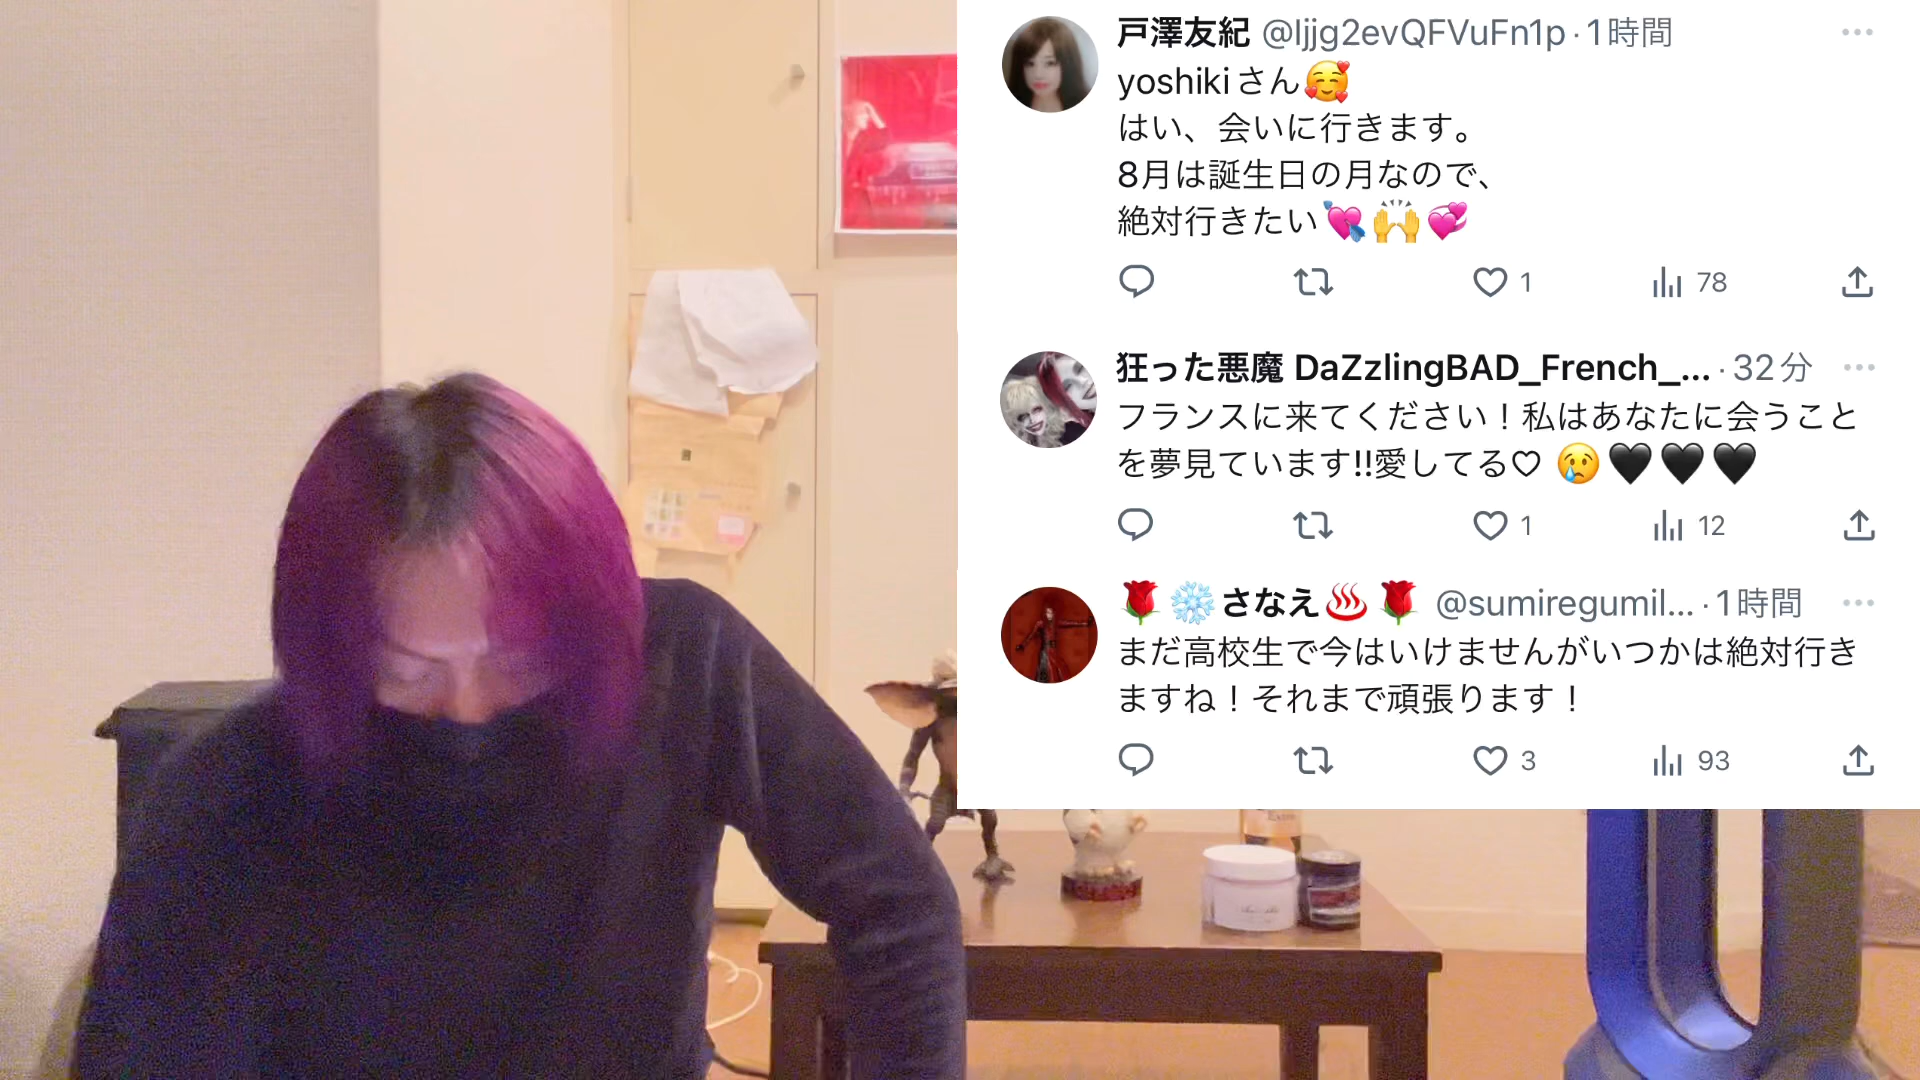 戸澤友紀 @ljjg2evQFVuFn1p·1時間
yoshikiさん🥰
はい、会いに行きます。
8月は誕生日の月なので、
絶対行きたい💘🙌💞
1 78
狂った悪魔 DaZzlingBAD_French_...·32分
フランスに来てください！私はあなたに会うこと
を夢見ています!!愛してる♡ 😢🖤🖤🖤
1 12
🌹❄️さなえ♨️🌹 @sumiregumil...·1時間
まだ高校生で今はいけませんがいつかは絶対行き
ますね！それまで頑張ります！
3 93